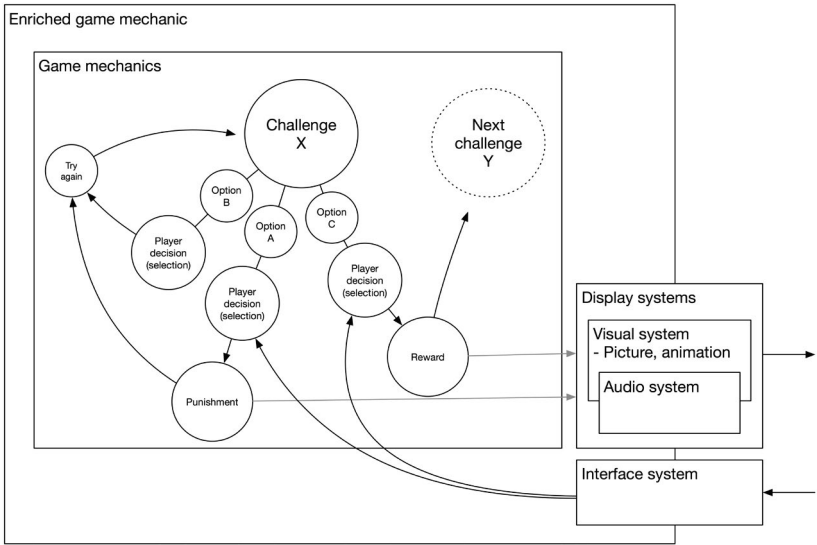 Enriched game mechanic
Game mechanics
Challenge
X
Next
challenge
Y
Try
again
Option
B
Option
A
Option
C
Player
decision
(selection)
Player
decision
(selection)
Player
decision
(selection)
Reward
Punishment
Display systems
Visual system
- Picture, animation
Audio system
Interface system